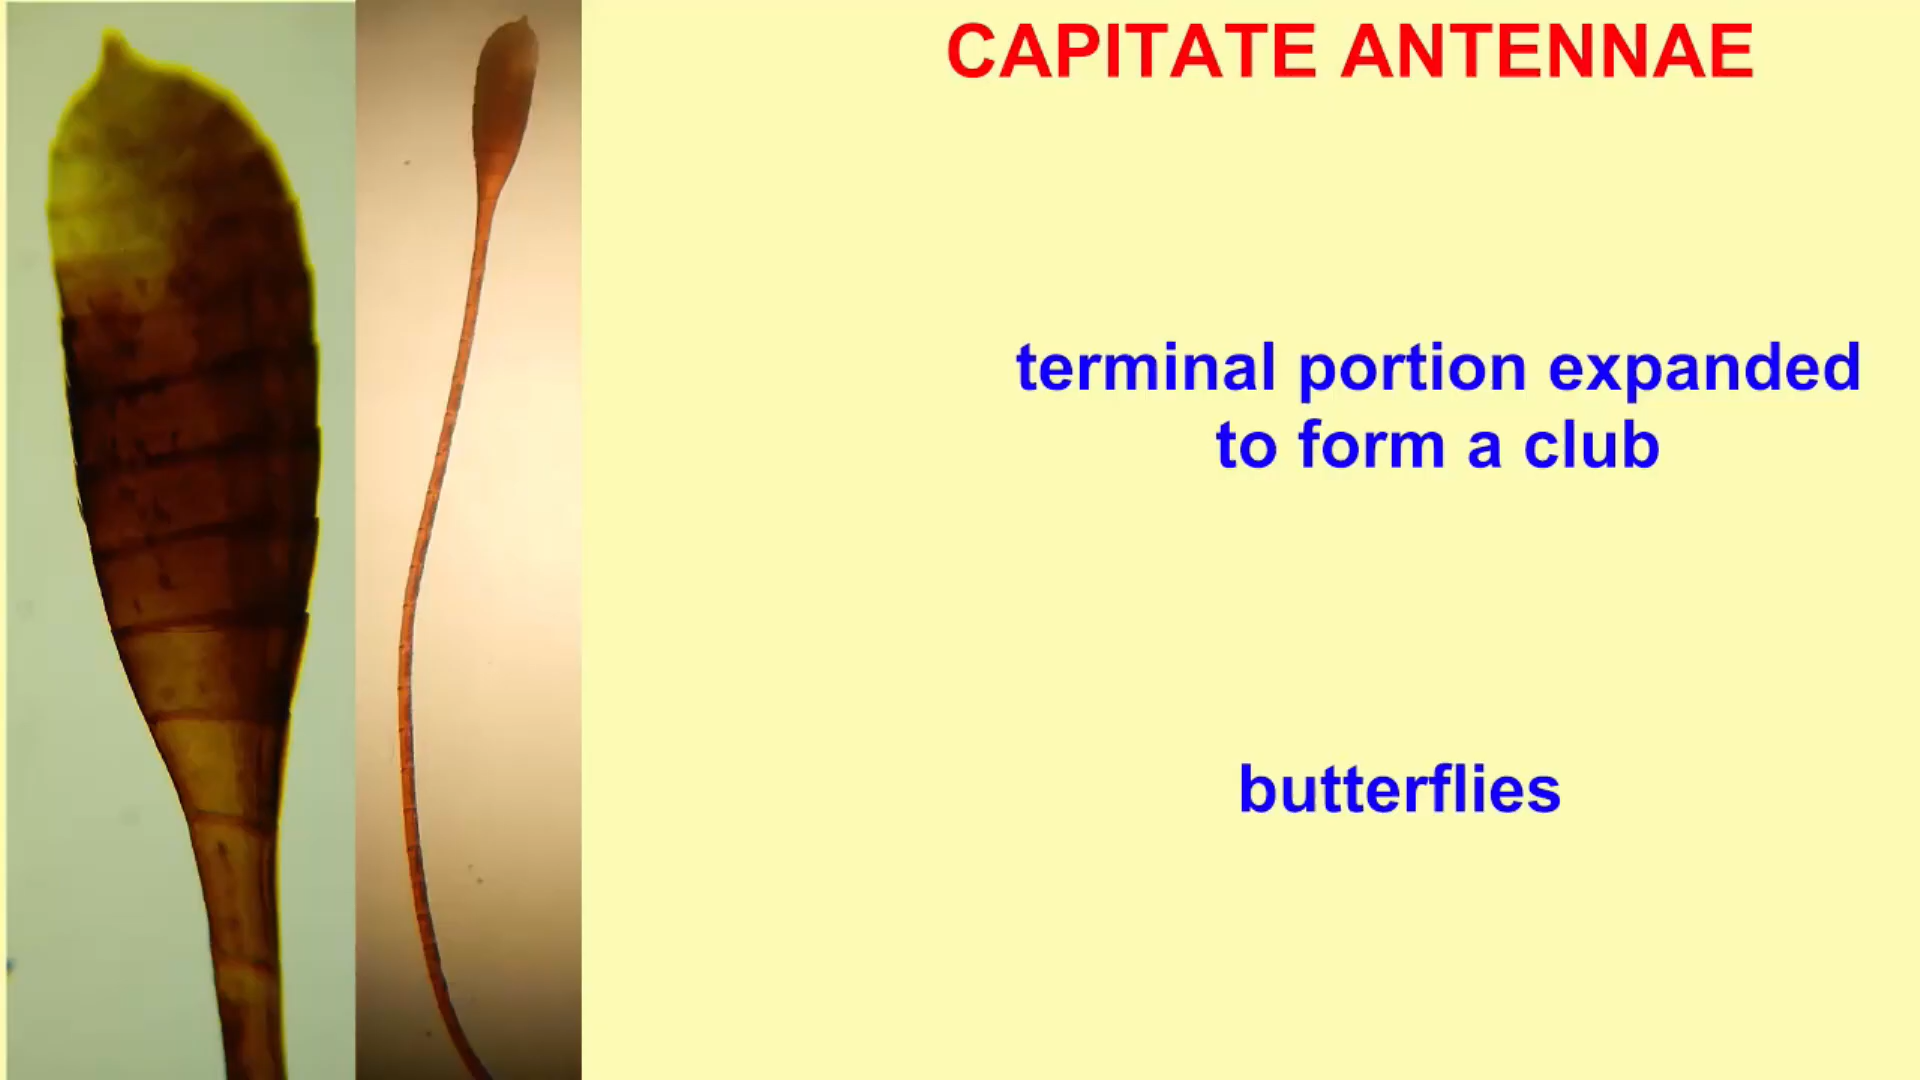 CAPITATE ANTENNAE
terminal portion expanded
to form a club
butterflies